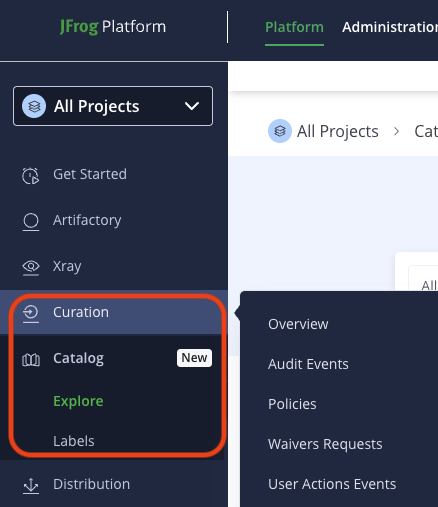 JFrog Platform
Platform Administration
All Projects
All Projects > Cat
Get Started
Artifactory
Xray
All
Curation
Overview
Catalog New
Audit Events
Explore
Policies
Labels
Waivers Requests
Distribution
User Actions Events